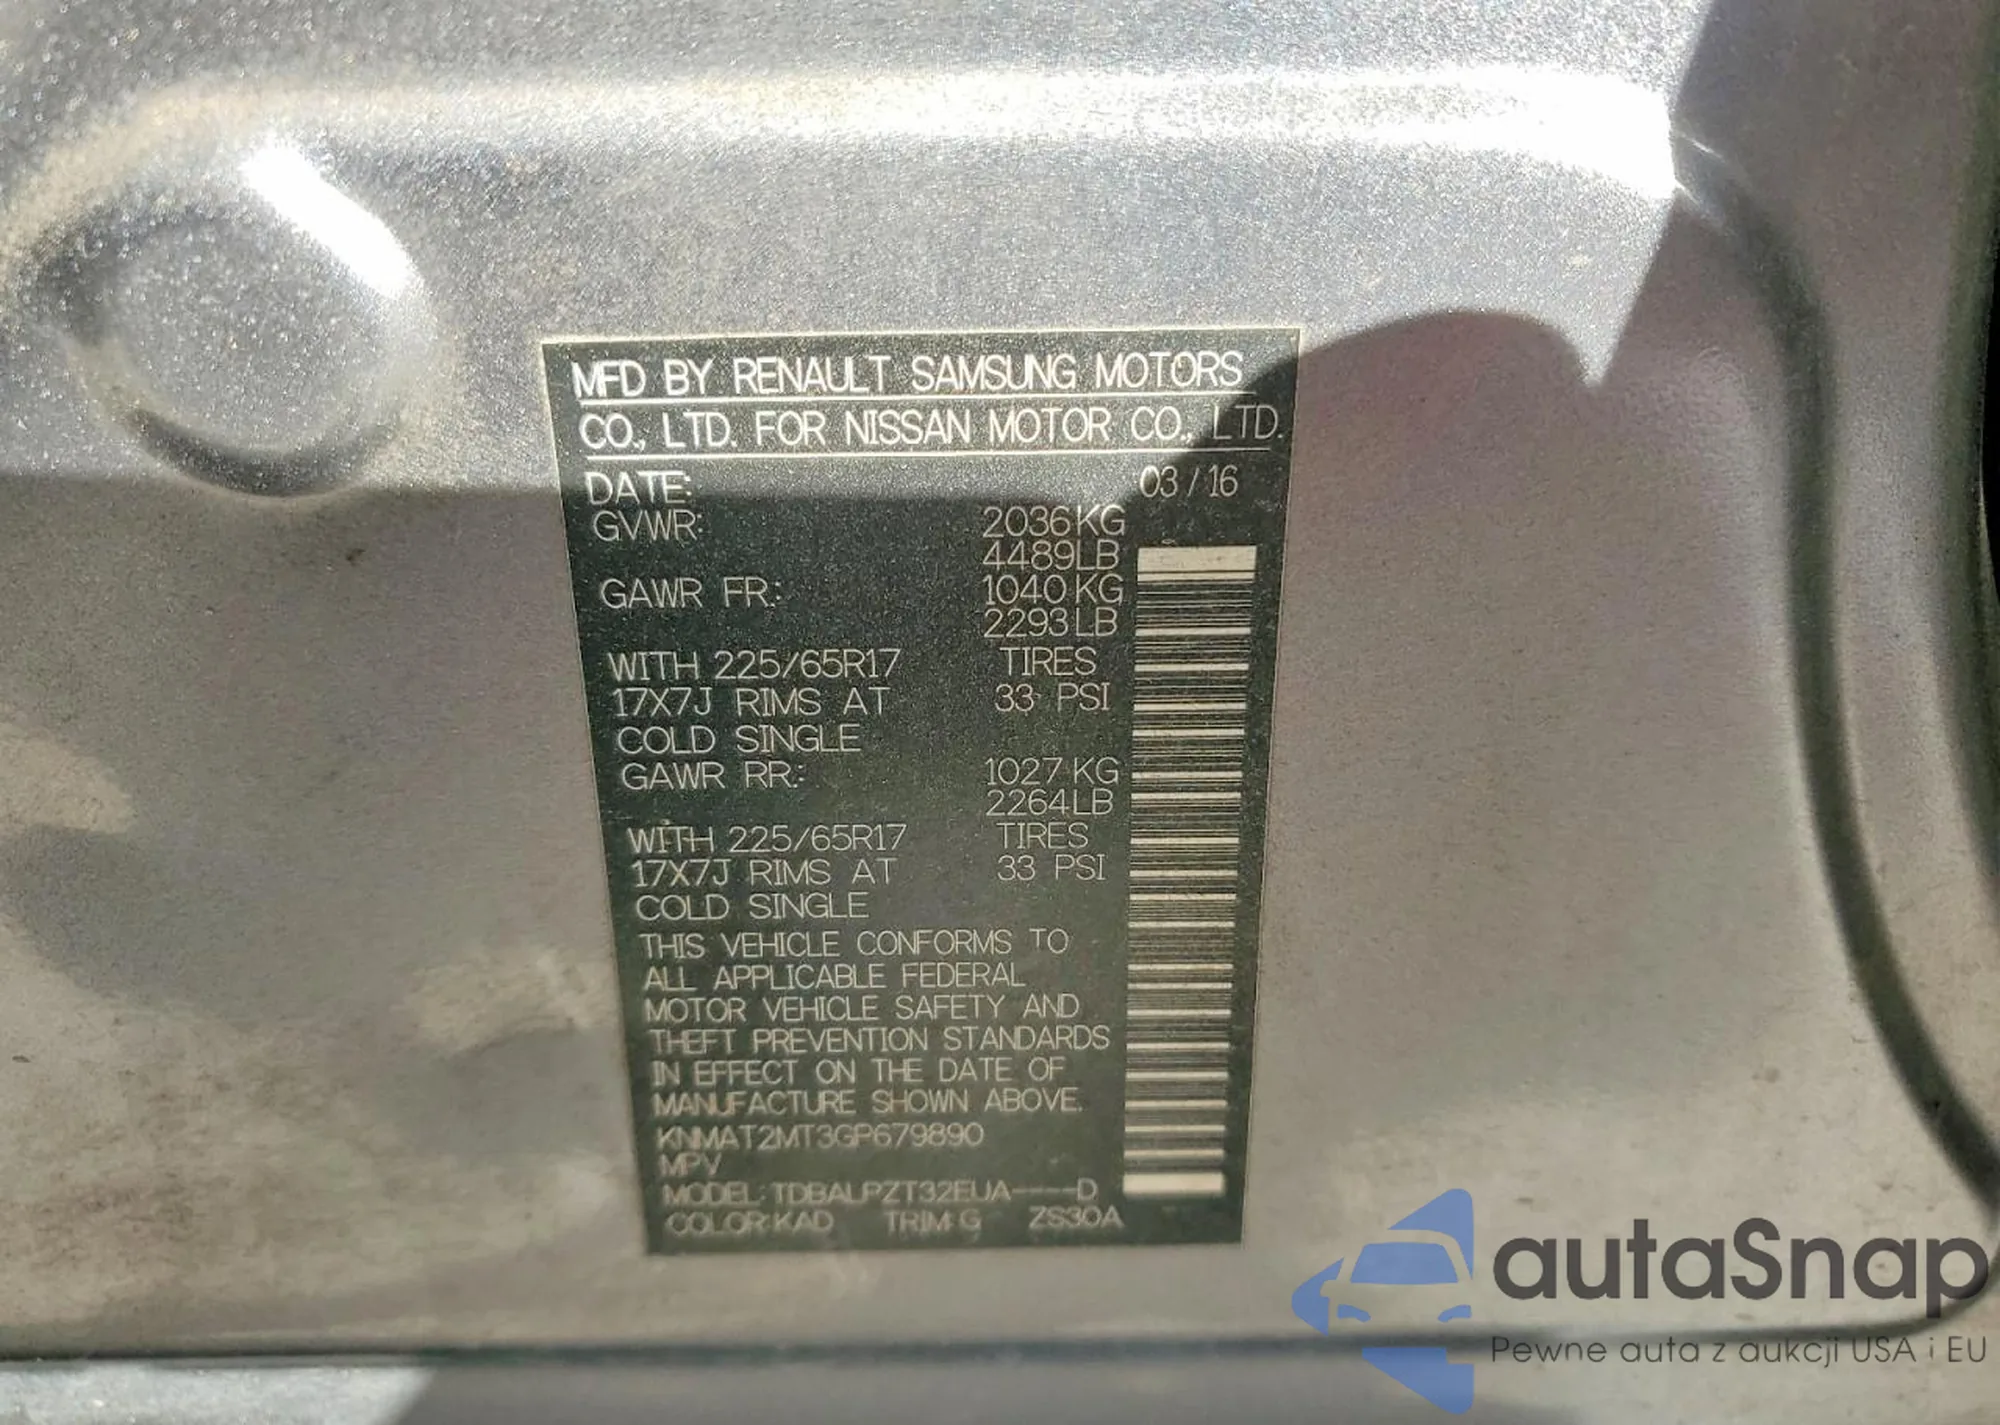 MFD BY RENAULT SAMSUNG MOTORS
CO., LTD. FOR NISSAN MOTOR CO., LTD.
DATE: 03 / 16
GVWR: 2036KG
4489LB
GAWR FR.: 1040KG
2293LB
WITH 225/65R17 TIRES
17X7J RIMS AT 33 PSI
COLD SINGLE
GAWR RR.: 1027KG
2264LB
WITH 225/65R17 TIRES
17X7J RIMS AT 33 PSI
COLD SINGLE
THIS VEHICLE CONFORMS TO
ALL APPLICABLE FEDERAL
MOTOR VEHICLE SAFETY AND
THEFT PREVENTION STANDARDS
IN EFFECT ON THE DATE OF
MANUFACTURE SHOWN ABOVE.
KNMAT2MT3GP679890
MPV
MODEL: TDBALPZT32EUA----D
COLOR:KAD TRIM:G ZS30A
autaSnap
Pewne auta z aukcji USA i EU